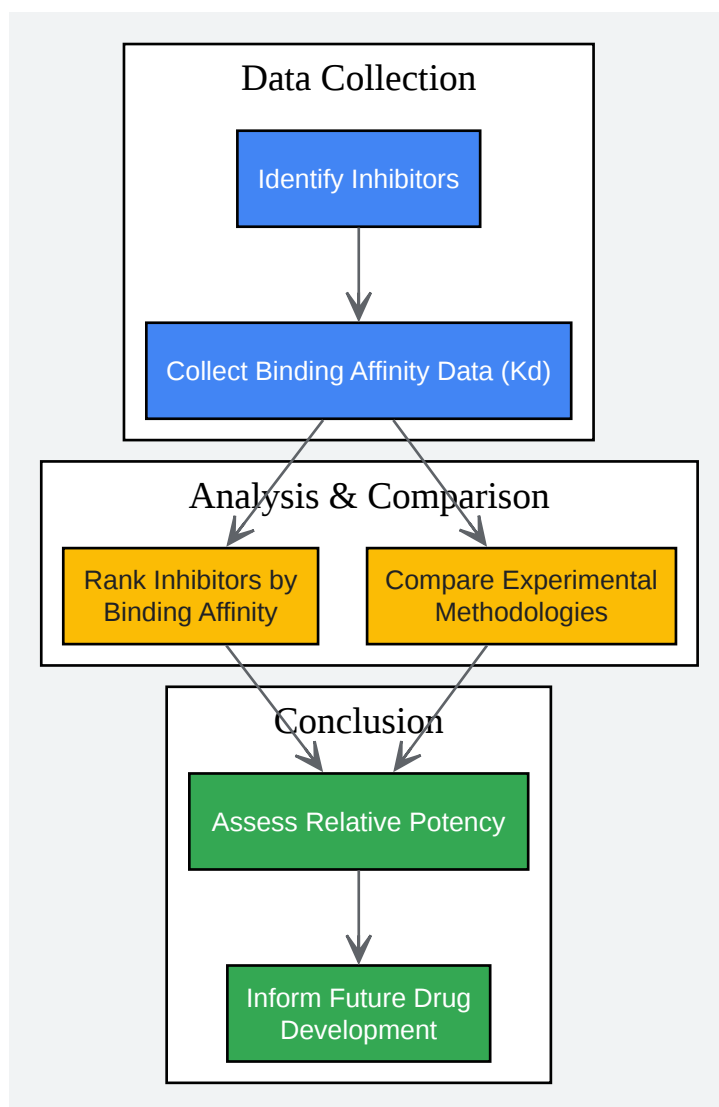 Data Collection
Identify Inhibitors
Collect Binding Affinity Data (Kd)
Analysis & Comparison
Rank Inhibitors by
Binding Affinity
Compare Experimental
Methodologies
Conclusion
Assess Relative Potency
Inform Future Drug
Development